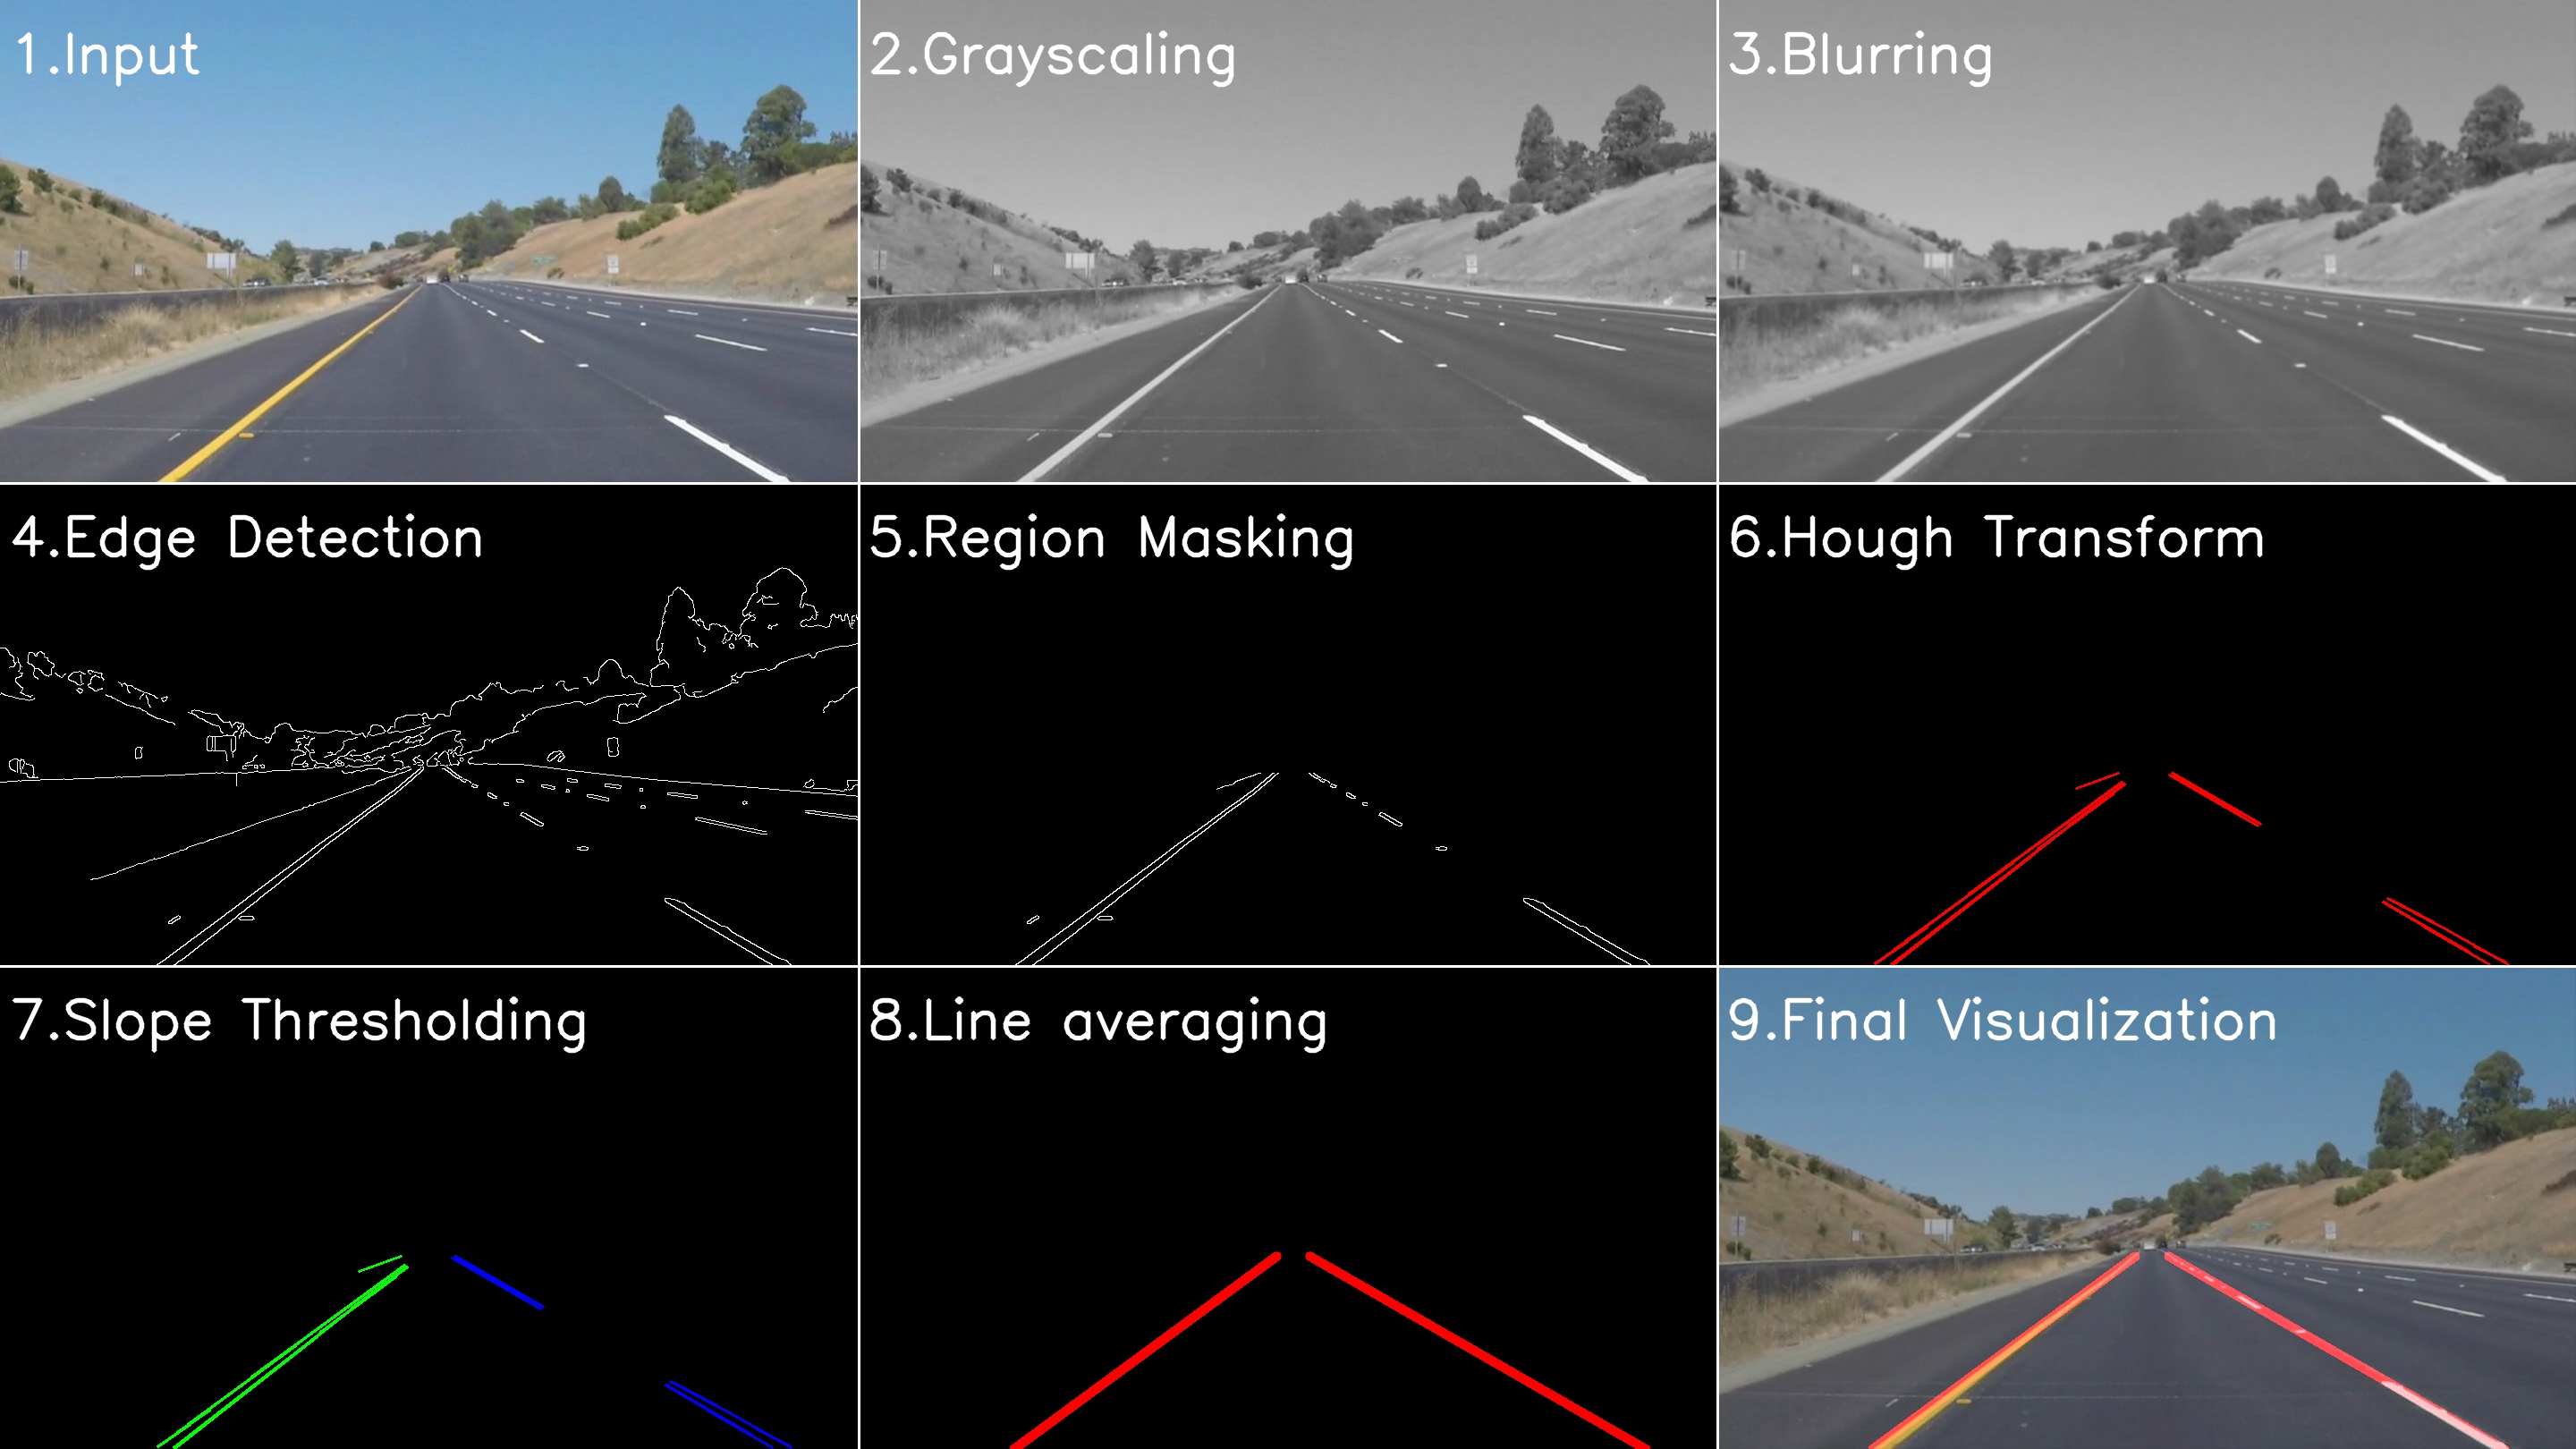 1.Input
2.Grayscaling
3.Blurring
4.Edge Detection
5.Region Masking
6.Hough Transform
7.Slope Thresholding
8.Line averaging
9.Final Visualization